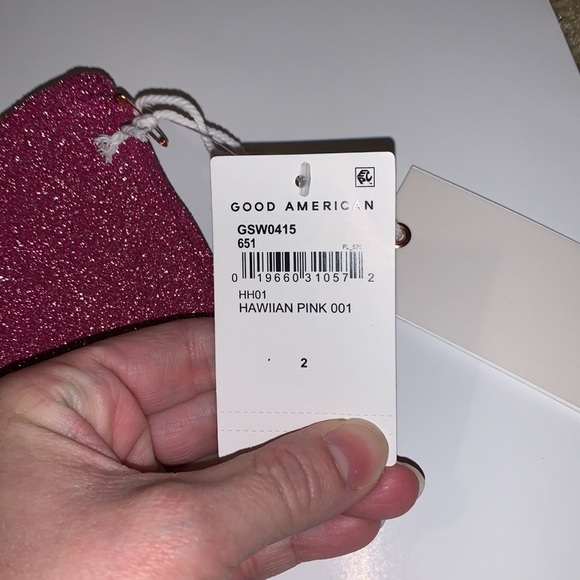 GOOD AMERICAN
GSW0415
651
0 19660 31057 2
HH01
HAWIIAN PINK 001
2